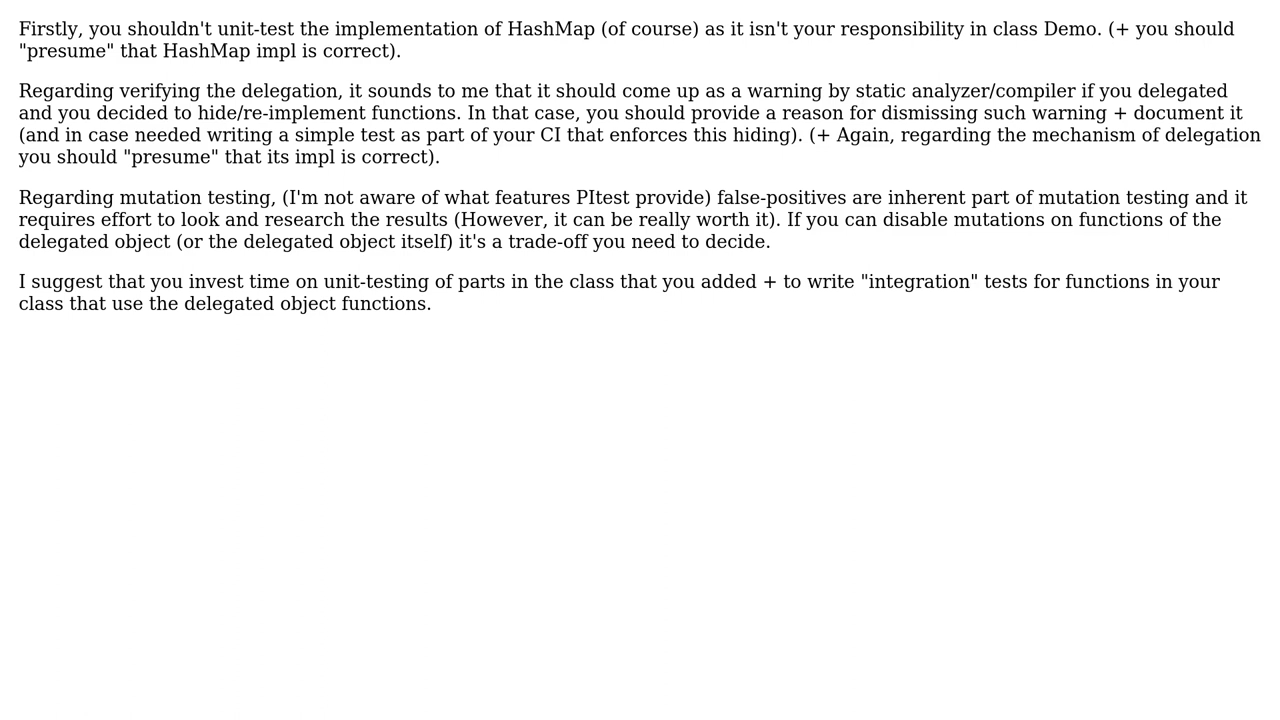 Firstly, you shouldn't unit-test the implementation of HashMap (of course) as it isn't your responsibility in class Demo. (+ you should
"presume" that HashMap impl is correct).
Regarding verifying the delegation, it sounds to me that it should come up as a warning by static analyzer/compiler if you delegated
and you decided to hide/re-implement functions. In that case, you should provide a reason for dismissing such warning + document it
(and in case needed writing a simple test as part of your CI that enforces this hiding). (+ Again, regarding the mechanism of delegation
you should "presume" that its impl is correct).
Regarding mutation testing, (I'm not aware of what features PItest provide) false-positives are inherent part of mutation testing and it
requires effort to look and research the results (However, it can be really worth it). If you can disable mutations on functions of the
delegated object (or the delegated object itself) it's a trade-off you need to decide.
I suggest that you invest time on unit-testing of parts in the class that you added + to write "integration" tests for functions in your
class that use the delegated object functions.